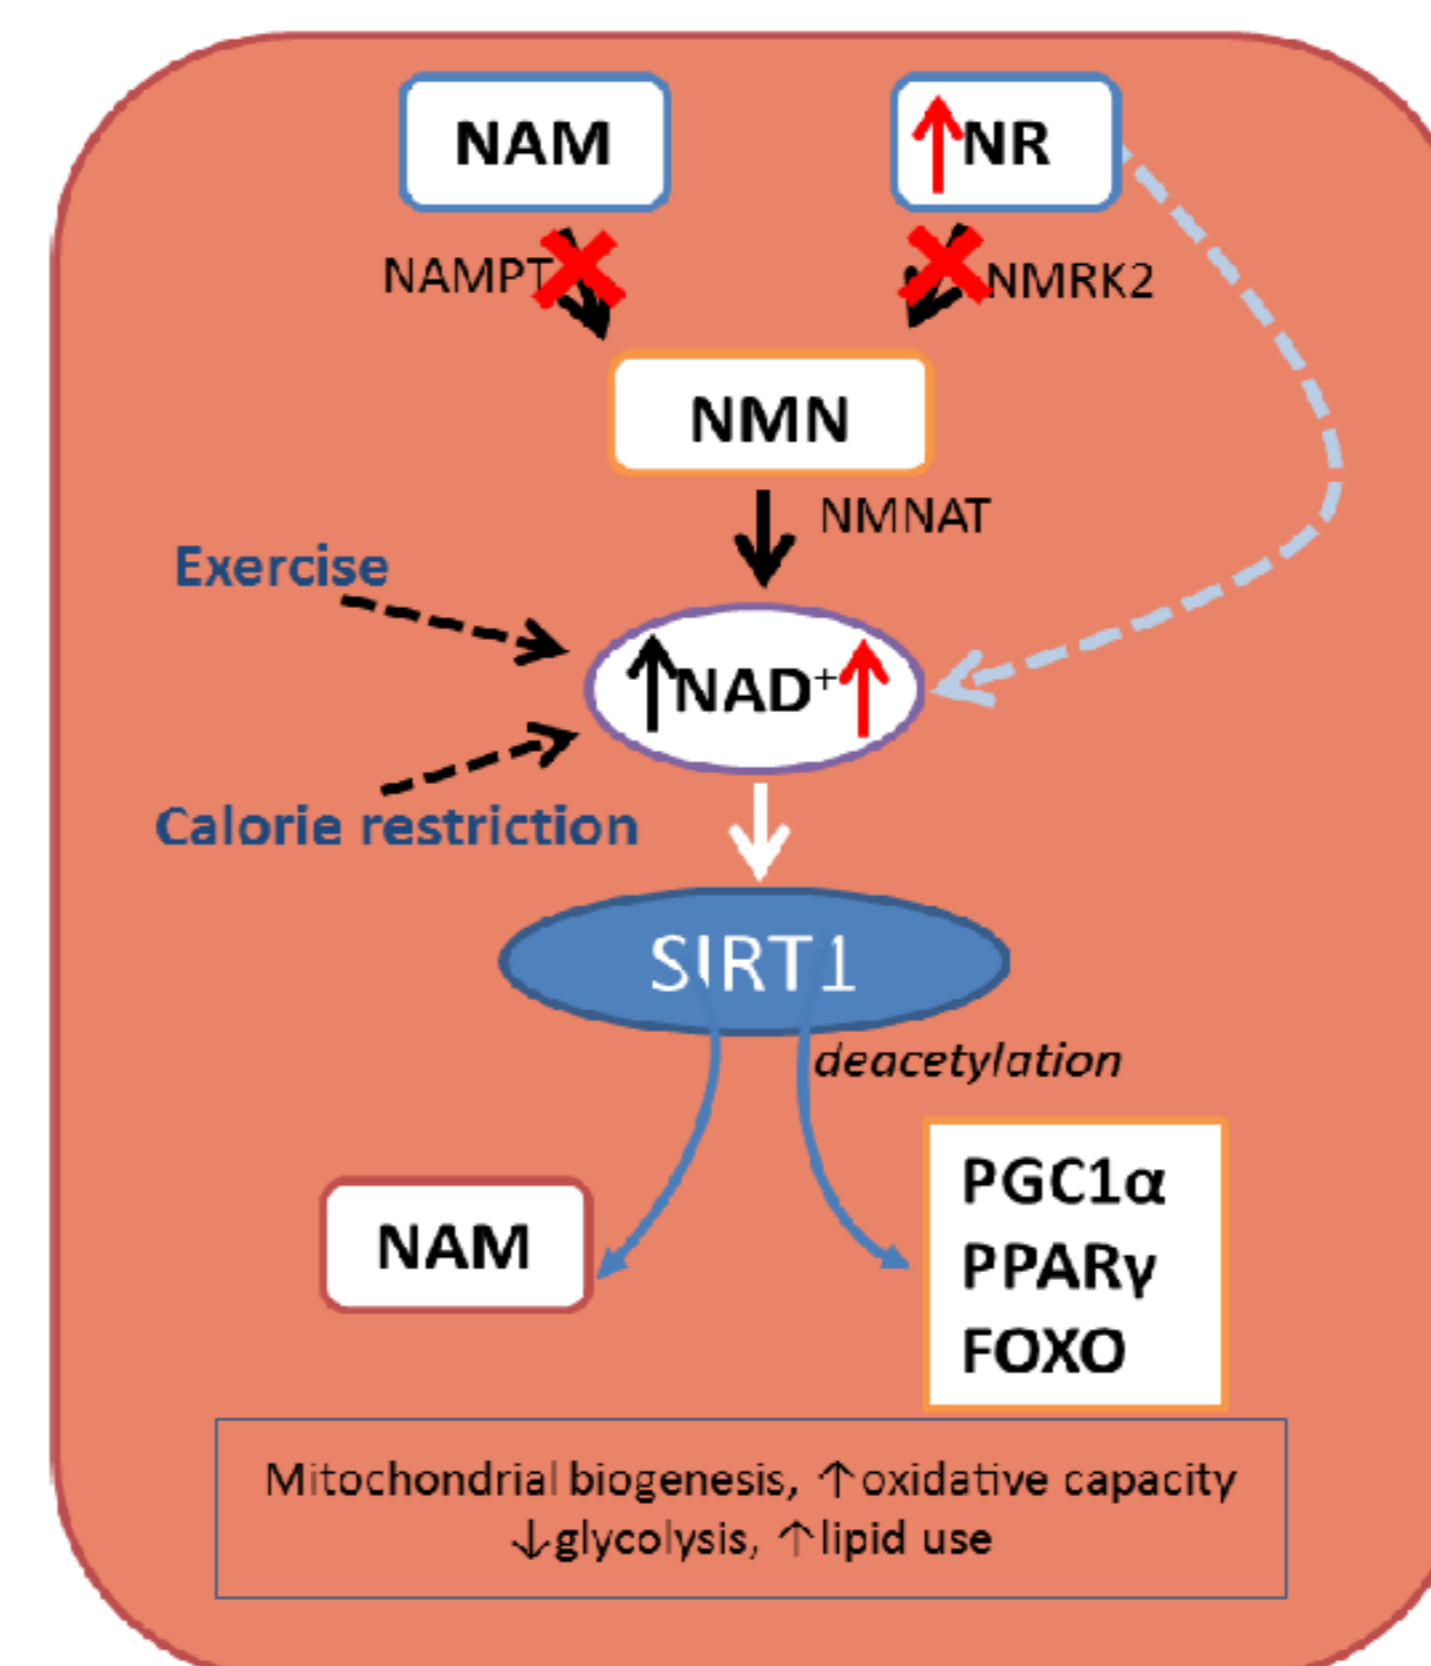 NAM
↑NR
NAMPT
NMRK2
NMN
NMNAT
Exercise
↑NAD⁺↑
Calorie restriction
SIRT1
deacetylation
NAM
PGC1α
PPARγ
FOXO
Mitochondrial biogenesis, ↑oxidative capacity
↓glycolysis, ↑lipid use